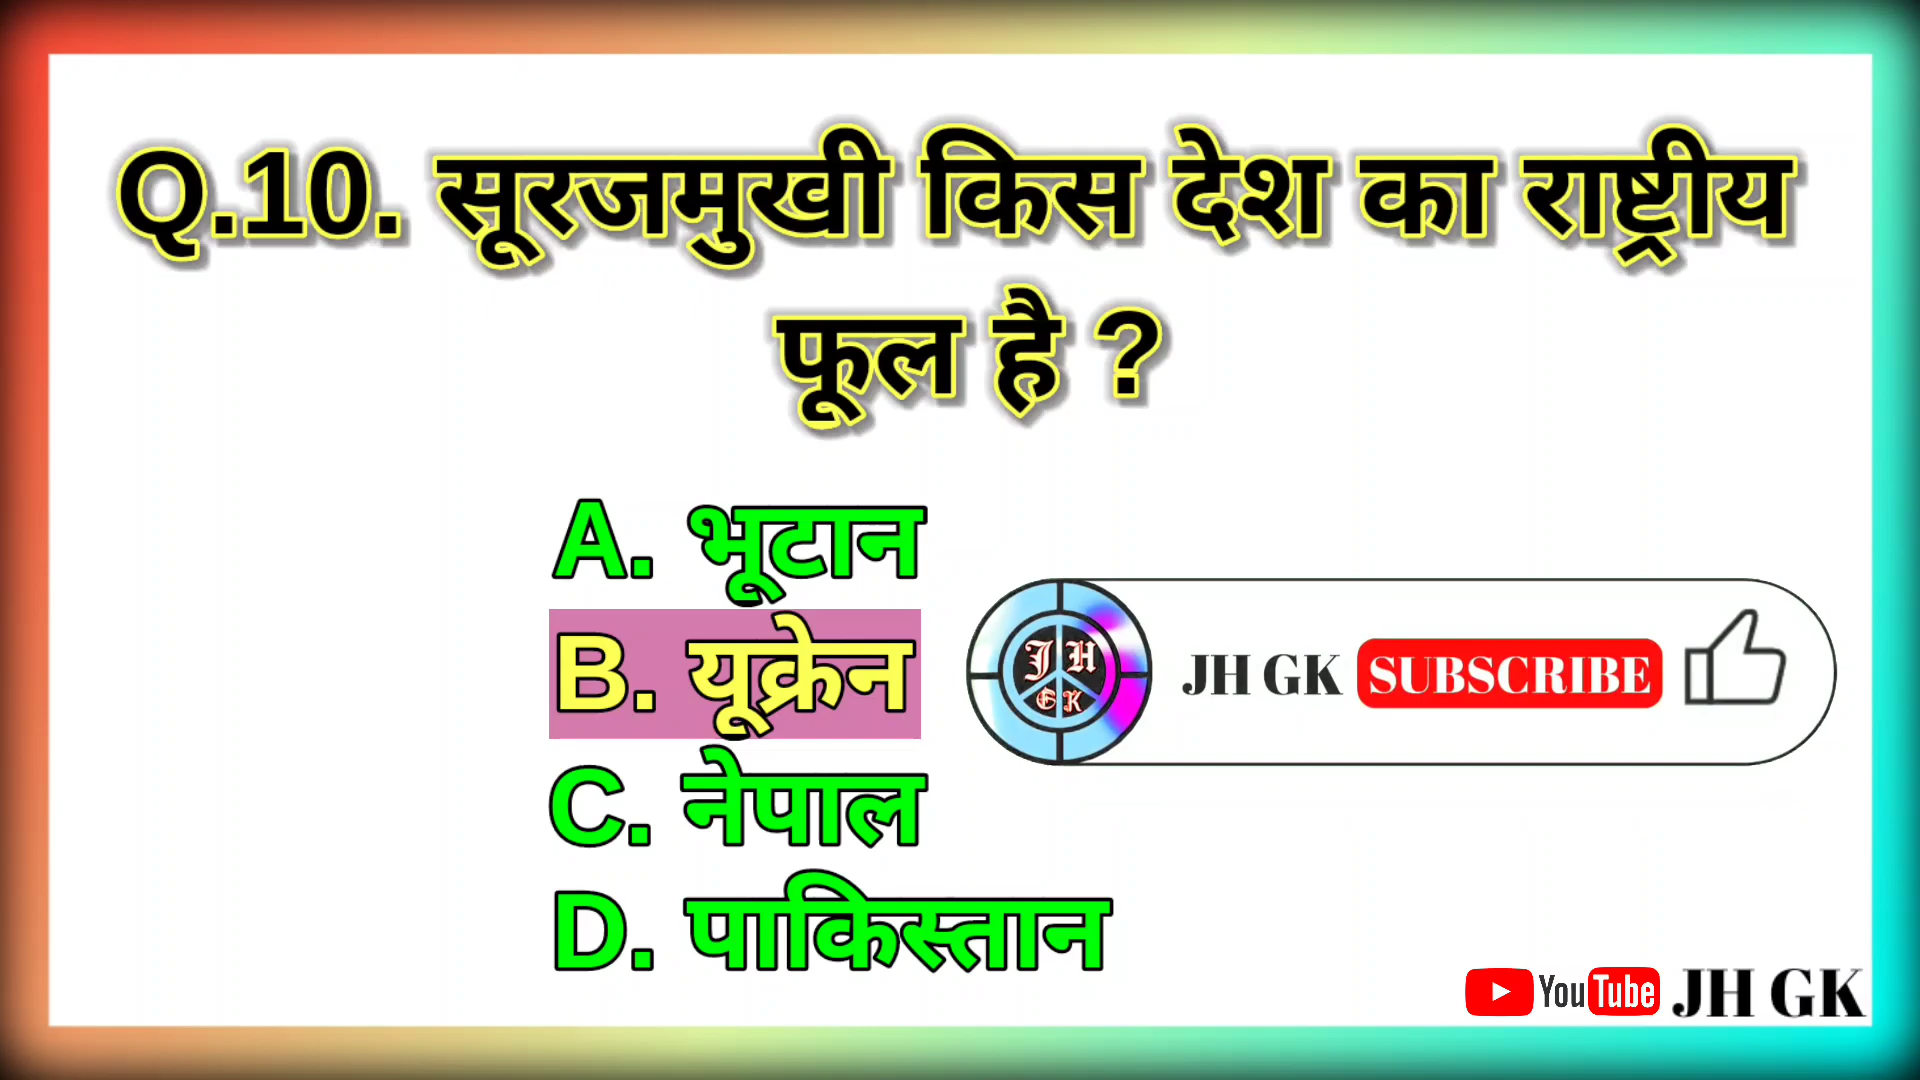 Q.10. सूरजमुखी किस देश का राष्ट्रीय
फूल है ?
A. भूटान
B. यूक्रेन
C. नेपाल
D. पाकिस्तान
J H
G K
JH GK SUBSCRIBE
YouTube JH GK